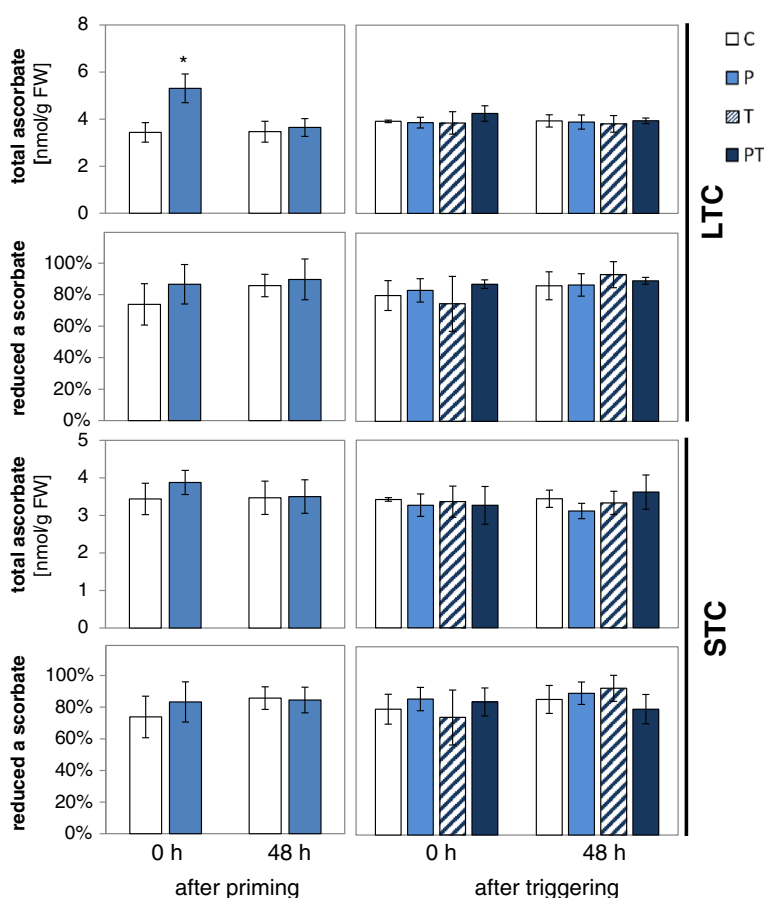 8
6
4
2
0
total ascorbate
[nmol/g FW]
*
C
P
T
PT
LTC
100%
80%
60%
40%
20%
0%
reduced a scorbate
5
4
3
2
1
0
total ascorbate
[nmol/g FW]
STC
100%
80%
60%
40%
20%
0%
reduced a scorbate
0 h 48 h 0 h 48 h
after priming after triggering